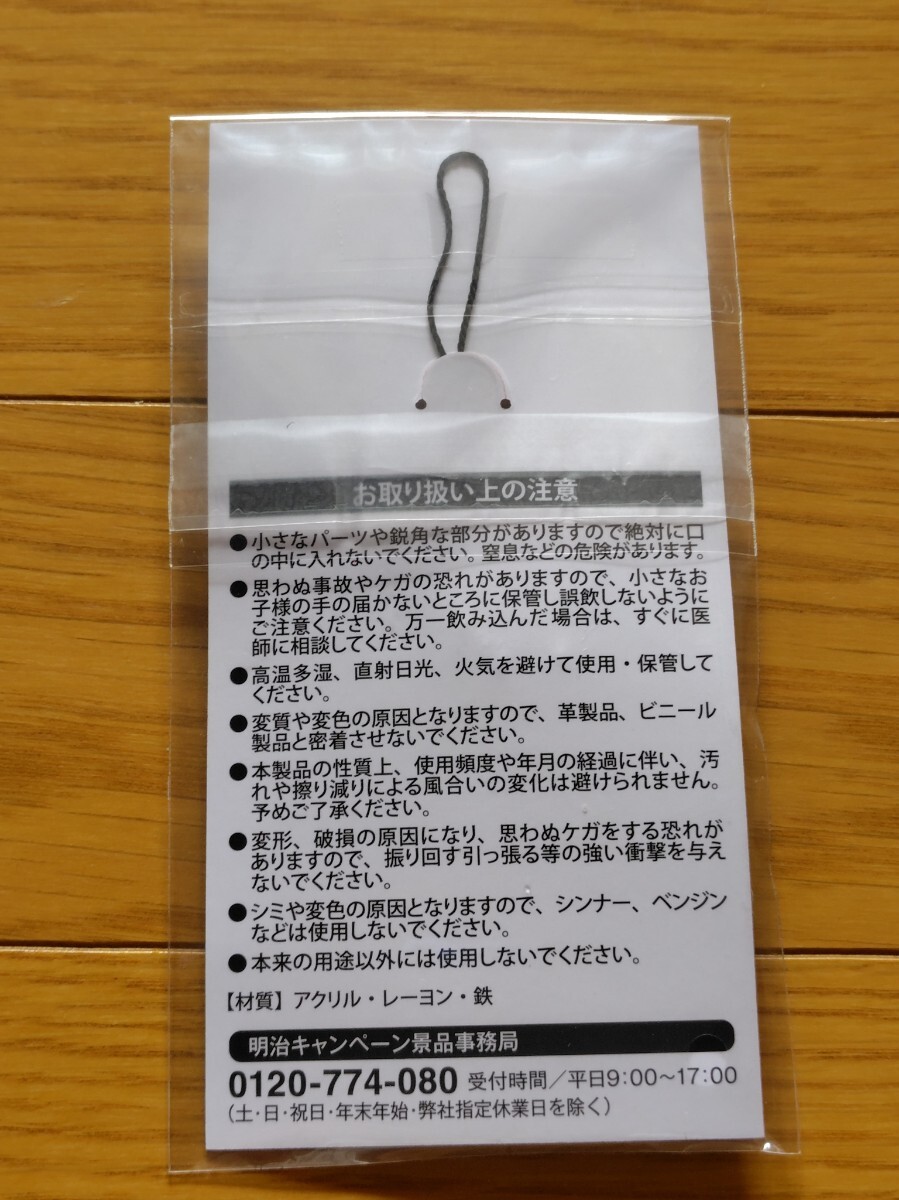 お取り扱い上の注意
●小さなパーツや鋭角な部分がありますので絶対に口
の中に入れないでください。窒息などの危険があります。
●思わぬ事故やケガの恐れがありますので、小さなお
子様の手の届かないところに保管し誤飲しないように
ご注意ください。万一飲み込んだ場合は、すぐに医
師に相談してください。
●高温多湿、直射日光、火気を避けて使用・保管して
ください。
●変質や変色の原因となりますので、革製品、ビニール
製品と密着させないでください。
●本製品の性質上、使用頻度や年月の経過に伴い、汚
れや擦り減りによる風合いの変化は避けられません。
予めご了承ください。
●変形、破損の原因になり、思わぬケガをする恐れが
ありますので、振り回す引っ張る等の強い衝撃を与え
ないでください。
●シミや変色の原因となりますので、シンナー、ベンジン
などは使用しないでください。
●本来の用途以外には使用しないでください。
【材質】アクリル・レーヨン・鉄
明治キャンペーン景品事務局
0120-774-080 受付時間／平日9:00〜17:00
(土・日・祝日・年末年始・弊社指定休業日を除く)